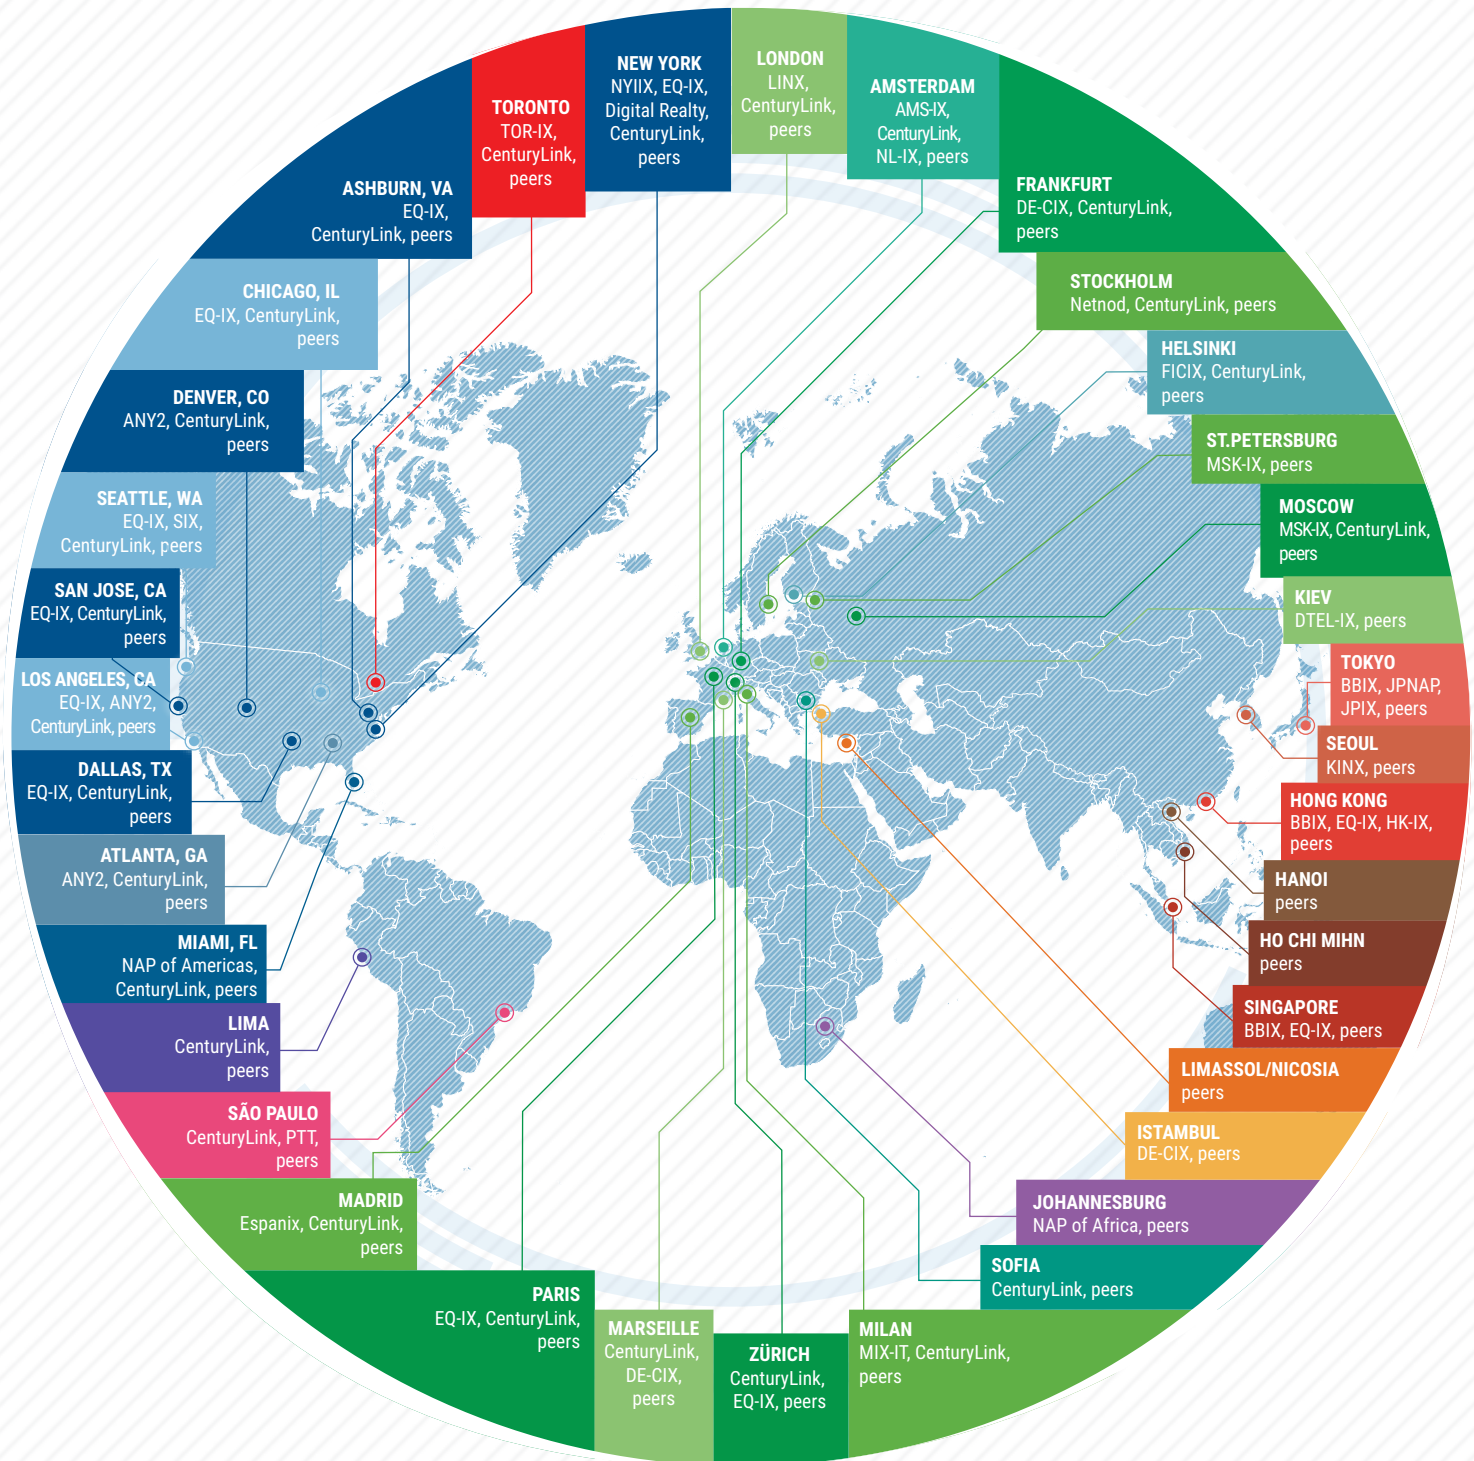 NEW YORK
NYIIX, EQ-IX,
Digital Realty,
CenturyLink,
peers
LONDON
LINX,
CenturyLink,
peers
AMSTERDAM
AMS-IX,
CenturyLink,
NL-IX, peers
FRANKFURT
DE-CIX, CenturyLink,
peers
STOCKHOLM
Netnod, CenturyLink, peers
HELSINKI
FICIX, CenturyLink,
peers
ST.PETERSBURG
MSK-IX, peers
MOSCOW
MSK-IX, CenturyLink,
peers
KIEV
DTEL-IX, peers
TOKYO
BBIX, JPNAP,
JPIX, peers
SEOUL
KINX, peers
HONG KONG
BBIX, EQ-IX, HK-IX,
peers
HANOI
peers
HO CHI MIHN
peers
SINGAPORE
BBIX, EQ-IX, peers
LIMASSOL/NICOSIA
peers
ISTAMBUL
DE-CIX, peers
JOHANNESBURG
NAP of Africa, peers
SOFIA
CenturyLink, peers
MILAN
MIX-IT, CenturyLink,
peers
ZÜRICH
CenturyLink,
EQ-IX, peers
MARSEILLE
CenturyLink,
DE-CIX,
peers
PARIS
EQ-IX, CenturyLink,
peers
MADRID
Espanix, CenturyLink,
peers
SÃO PAULO
CenturyLink, PTT,
peers
LIMA
CenturyLink,
peers
MIAMI, FL
NAP of Americas,
CenturyLink, peers
ATLANTA, GA
ANY2, CenturyLink,
peers
DALLAS, TX
EQ-IX, CenturyLink,
peers
LOS ANGELES, CA
EQ-IX, ANY2,
CenturyLink, peers
SAN JOSE, CA
EQ-IX, CenturyLink,
peers
SEATTLE, WA
EQ-IX, SIX,
CenturyLink, peers
DENVER, CO
ANY2, CenturyLink,
peers
CHICAGO, IL
EQ-IX, CenturyLink,
peers
ASHBURN, VA
EQ-IX,
CenturyLink, peers
TORONTO
TOR-IX,
CenturyLink,
peers